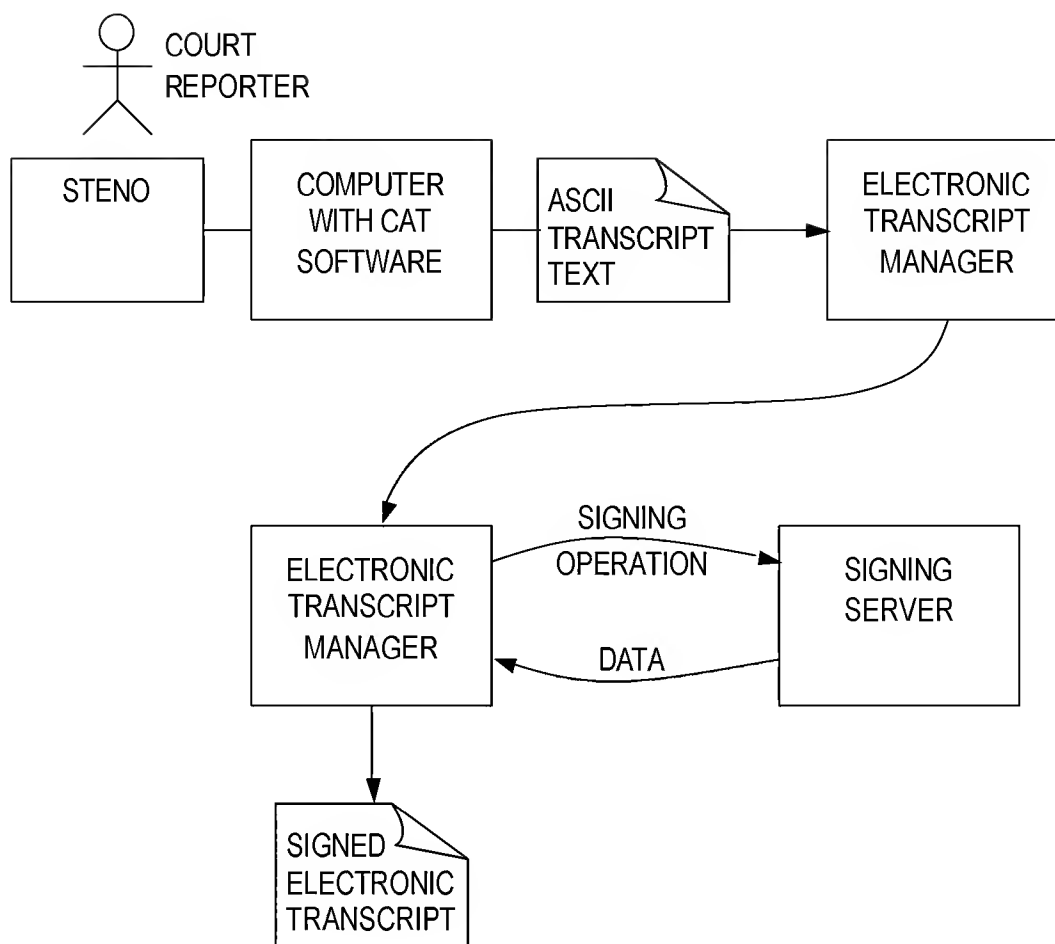 COURT
REPORTER
STENO
COMPUTER
WITH CAT
SOFTWARE
ASCII
TRANSCRIPT
TEXT
ELECTRONIC
TRANSCRIPT
MANAGER
ELECTRONIC
TRANSCRIPT
MANAGER
SIGNING
OPERATION
DATA
SIGNING
SERVER
SIGNED
ELECTRONIC
TRANSCRIPT